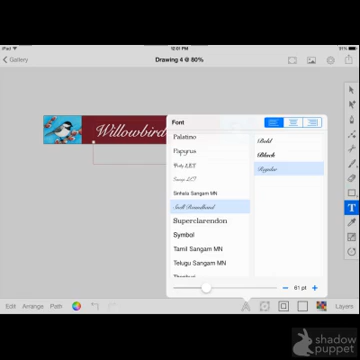 iPad
12:01 PM
Gallery
Drawing 4 @ 80%
Willowbird
Font
Palatino
Papyrus
Party LET
Savoye LET
Sinhala Sangam MN
Snell Roundhand
Superclarendon
Symbol
Tamil Sangam MN
Telugu Sangam MN
Bold
Black
Regular
61 pt
Edit
Arrange
Path
Layers
shadow
puppet